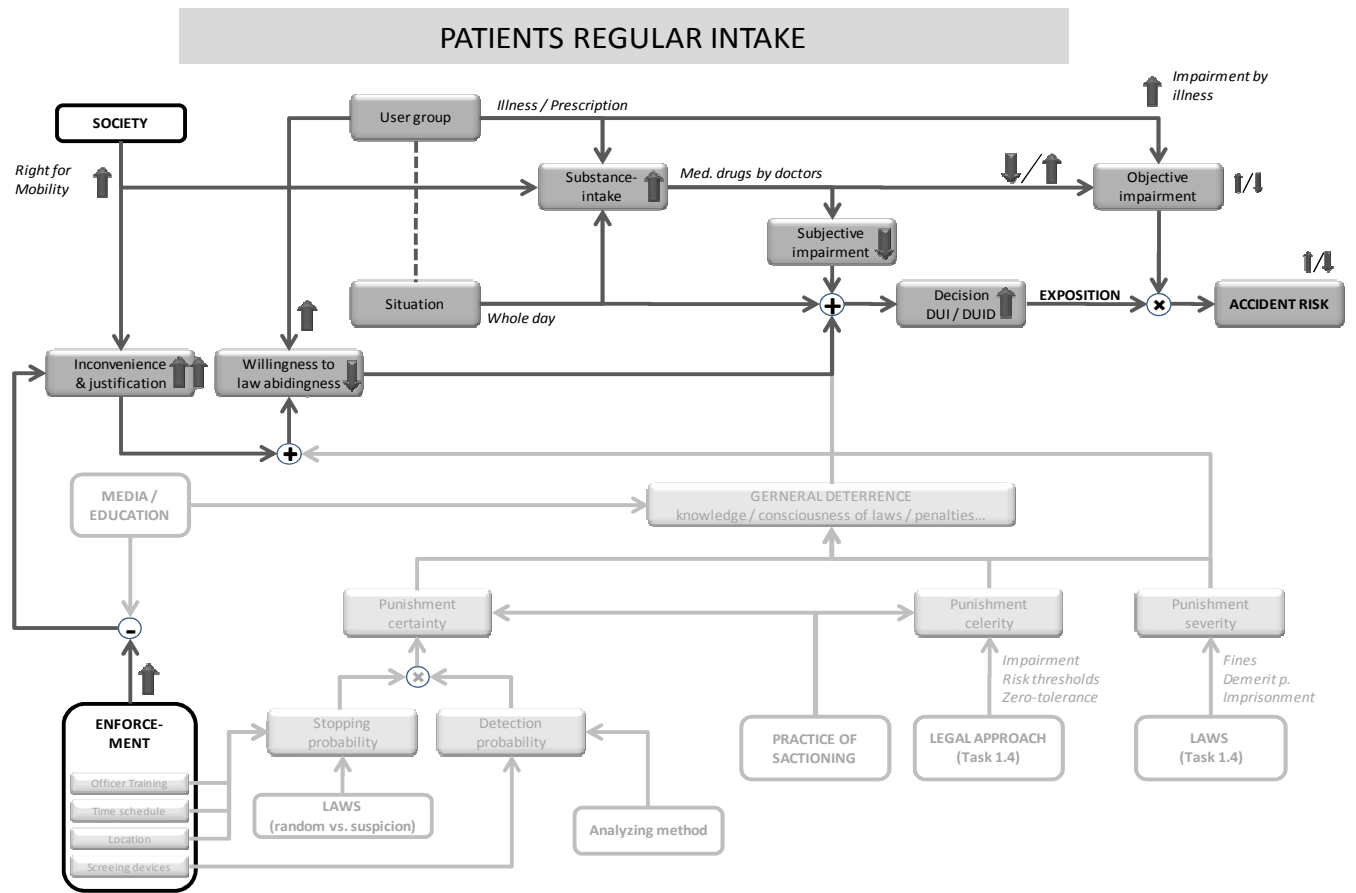 PATIENTS REGULAR INTAKE
Impairment by
illness
SOCIETY
User group
Illness / Prescription
Right for
Mobility
Substance-
intake
Med. drugs by doctors
/
Objective
impairment
/
Subjective
impairment
/
Situation
Whole day
+
Decision
DUI / DUID
EXPOSITION
×
ACCIDENT RISK
Inconvenience
& justification
Willingness to
law abidingness
+
MEDIA /
EDUCATION
GERNERAL DETERRENCE
knowledge / consciousness of laws / penalties...
Punishment
certainty
Punishment
celerity
Punishment
severity
-
×
Impairment
Risk thresholds
Zero-tolerance
Fines
Demerit p.
Imprisonment
ENFORCE-
MENT
Stopping
probability
Detection
probability
PRACTICE OF
SACTIONING
LEGAL APPROACH
(Task 1.4)
LAWS
(Task 1.4)
Officer Training
Time schedule
Location
Screeing devices
LAWS
(random vs. suspicion)
Analyzing method